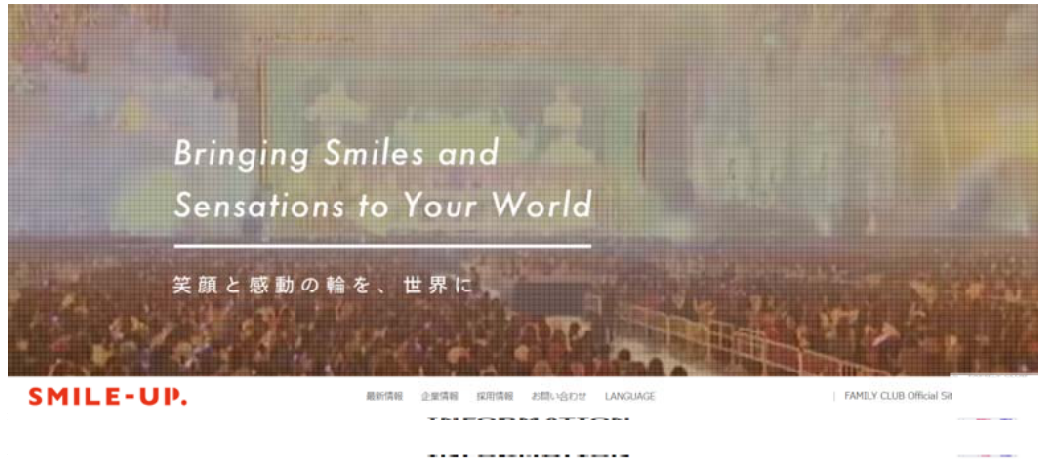 Bringing Smiles and
Sensations to Your World
笑顔と感動の輪を、世界に
SMILE-UP.
最新情報 企業情報 採用情報 お問い合わせ LANGUAGE
FAMILY CLUB Official Sit